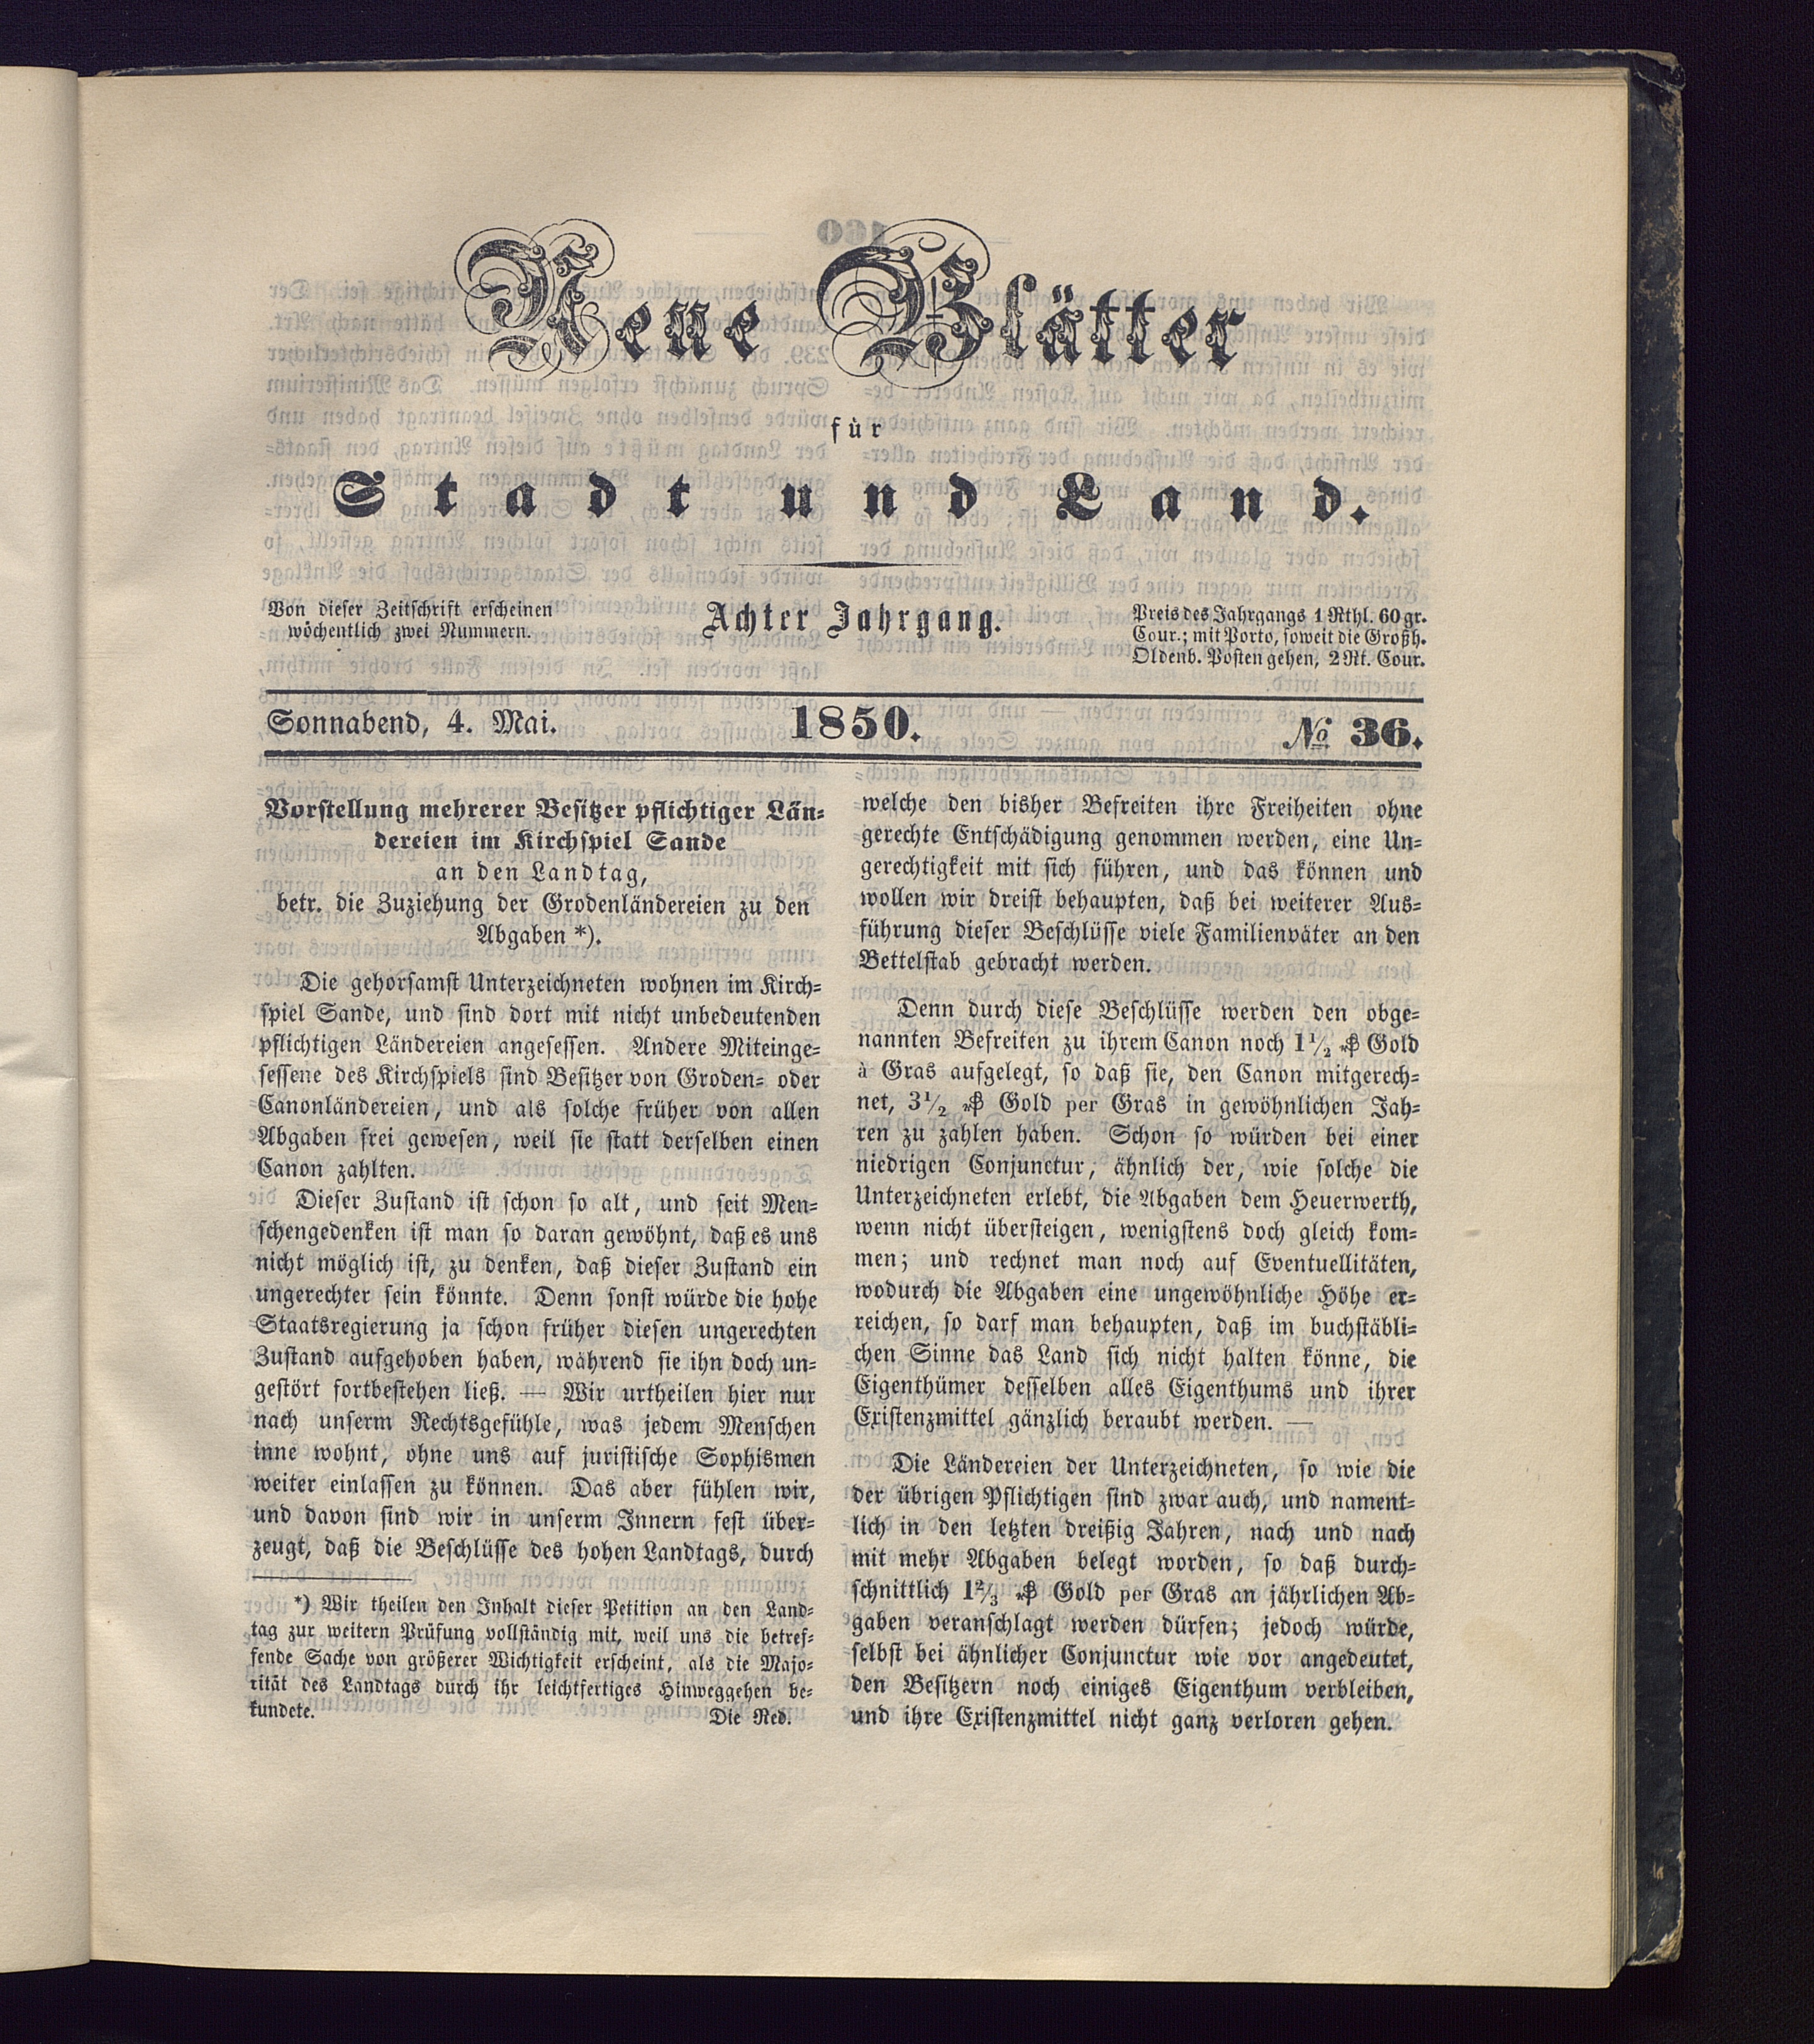 Neue Blätter
für
Stadt und Land.
Von dieser Zeitschrift erscheinen
wöchentlich zwei Nummern.
Achter Jahrgang.
Preis des Jahrgangs 1 Rthl. 60 gr.
Cour.; mit Porto, soweit die Großh.
Oldenb. Posten gehen, 2 Rt. Cour.
Sonnabend, 4. Mai.
1850.
№ 36.
Vorstellung mehrerer Besitzer pflichtiger Län-
dereien im Kirchspiel Sande
an den Landtag,
betr. die Zuziehung der Grodenländereien zu den
Abgaben *).
Die gehorsamst Unterzeichneten wohnen im Kirch-
spiel Sande, und sind dort mit nicht unbedeutenden
pflichtigen Ländereien angesessen. Andere Miteinge-
sessene des Kirchspiels sind Besitzer von Groden- oder
Canonländereien, und als solche früher von allen
Abgaben frei gewesen, weil sie statt derselben einen
Canon zahlten.
Dieser Zustand ist schon so alt, und seit Men-
schengedenken ist man so daran gewöhnt, daß es uns
nicht möglich ist, zu denken, daß dieser Zustand ein
ungerechter sein könnte. Denn sonst würde die hohe
Staatsregierung ja schon früher diesen ungerechten
Zustand aufgehoben haben, während sie ihn doch un-
gestört fortbestehen ließ. — Wir urtheilen hier nur
nach unserm Rechtsgefühle, was jedem Menschen
inne wohnt, ohne uns auf juristische Sophismen
weiter einlassen zu können. Das aber fühlen wir,
und davon sind wir in unserm Innern fest über-
zeugt, daß die Beschlüsse des hohen Landtags, durch
*) Wir theilen den Inhalt dieser Petition an den Land-
tag zur weitern Prüfung vollständig mit, weil uns die betref-
fende Sache von größerer Wichtigkeit erscheint, als die Majo-
rität des Landtags durch ihr leichtfertiges Hinweggehen be-
kundete. Die Red.
welche den bisher Befreiten ihre Freiheiten ohne
gerechte Entschädigung genommen werden, eine Un-
gerechtigkeit mit sich führen, und das können und
wollen wir dreist behaupten, daß bei weiterer Aus-
führung dieser Beschlüsse viele Familienväter an den
Bettelstab gebracht werden.
Denn durch diese Beschlüsse werden den obge-
nannten Befreiten zu ihrem Canon noch 1½ ₰ Gold
à Gras aufgelegt, so daß sie, den Canon mitgerech-
net, 3½ ₰ Gold per Gras in gewöhnlichen Jah-
ren zu zahlen haben. Schon so würden bei einer
niedrigen Conjunctur, ähnlich der, wie solche die
Unterzeichneten erlebt, die Abgaben dem Heuerwerth,
wenn nicht übersteigen, wenigstens doch gleich kom-
men; und rechnet man noch auf Eventuellitäten,
wodurch die Abgaben eine ungewöhnliche Höhe er-
reichen, so darf man behaupten, daß im buchstäbli-
chen Sinne das Land sich nicht halten könne, die
Eigenthümer desselben alles Eigenthums und ihrer
Existenzmittel gänzlich beraubt werden. —
Die Ländereien der Unterzeichneten, so wie die
der übrigen Pflichtigen sind zwar auch, und nament-
lich in den letzten dreißig Jahren, nach und nach
mit mehr Abgaben belegt worden, so daß durch-
schnittlich 1⅔ ₰ Gold per Gras an jährlichen Ab-
gaben veranschlagt werden dürfen; jedoch würde,
selbst bei ähnlicher Conjunctur wie vor angedeutet,
den Besitzern noch einiges Eigenthum verbleiben,
und ihre Existenzmittel nicht ganz verloren gehen.